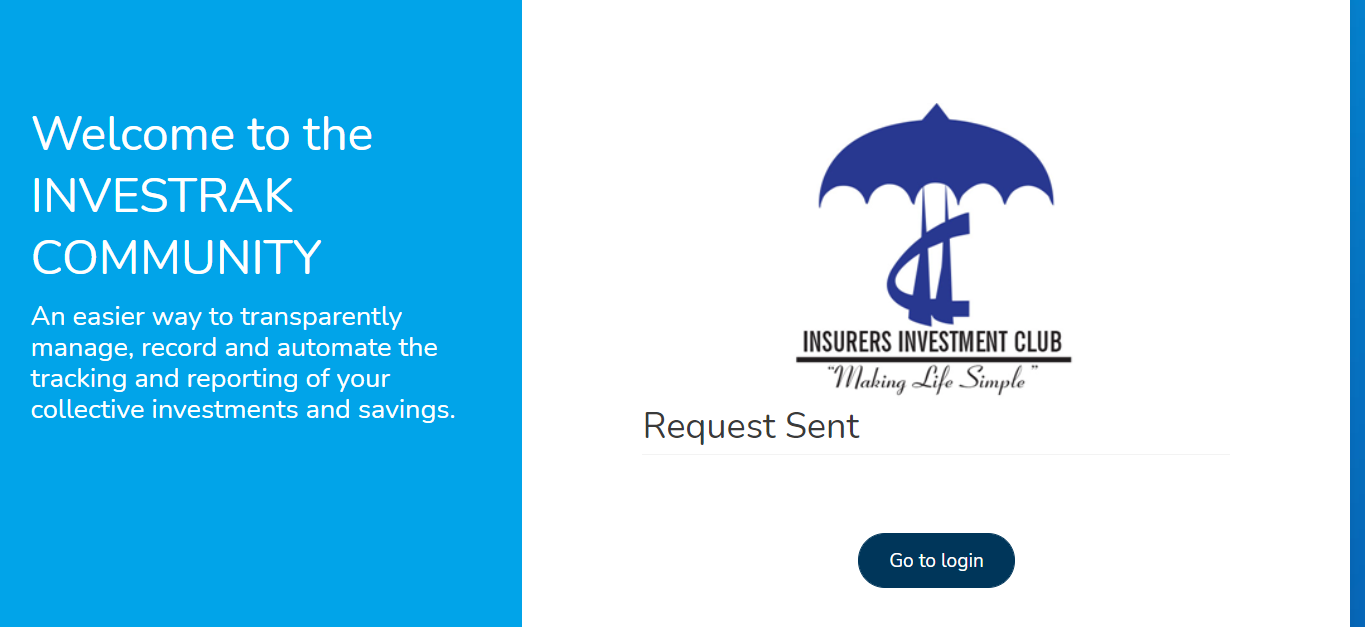 Welcome to the
INVESTRAK
COMMUNITY
An easier way to transparently
manage, record and automate the
tracking and reporting of your
collective investments and savings.
INSURERS INVESTMENT CLUB
"Making Life Simple"
Request Sent
Go to login